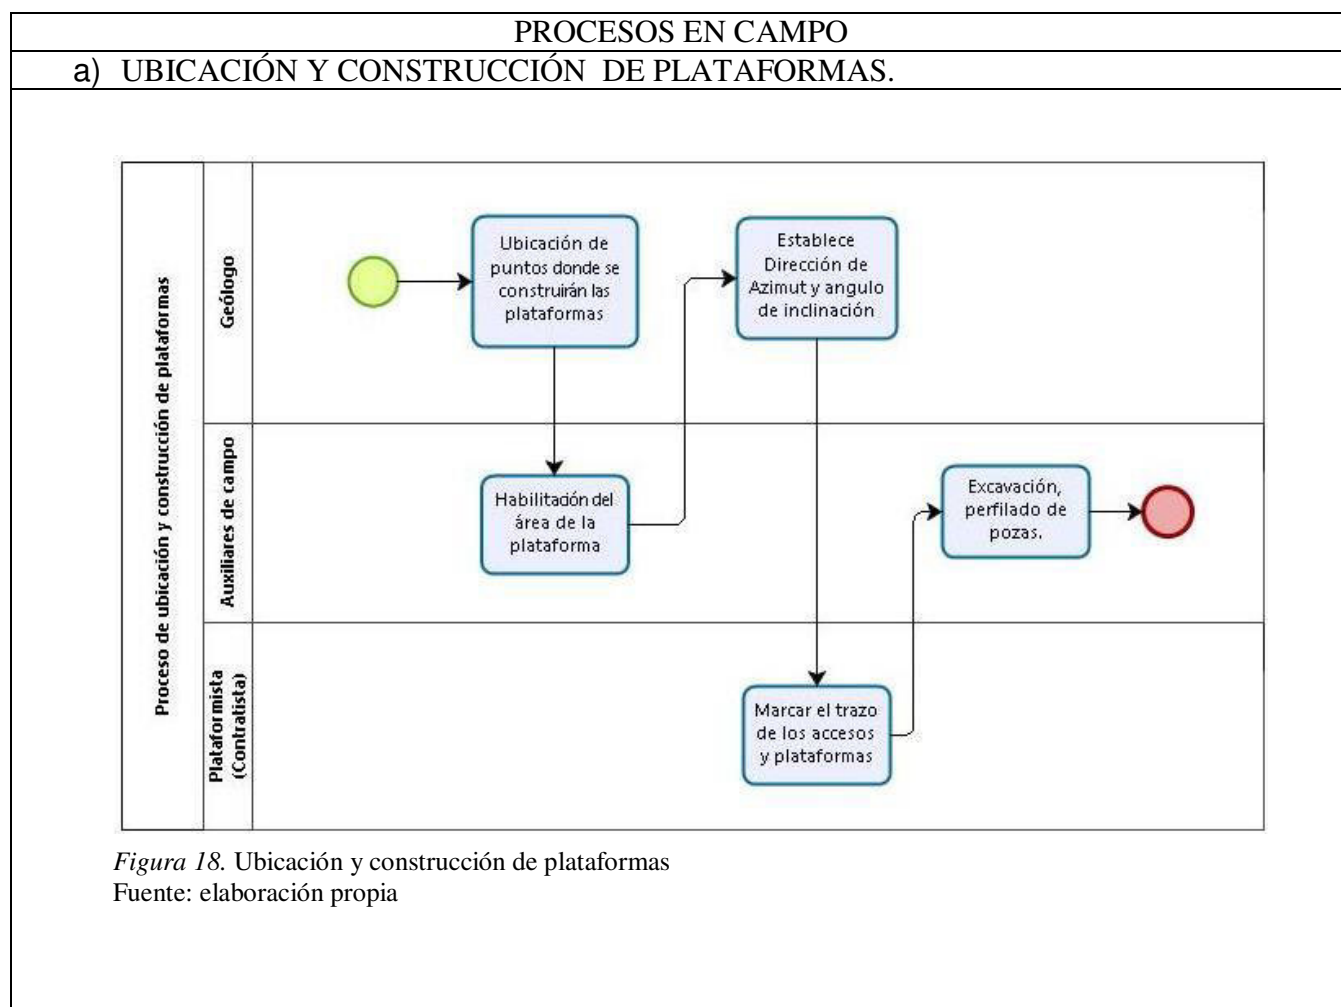 PROCESOS EN CAMPO
a) UBICACIÓN Y CONSTRUCCIÓN DE PLATAFORMAS.
Proceso de ubicación y construcción de plataformas
Geólogo
Ubicación de
puntos donde se
construirán las
plataformas
Establece
Dirección de
Azimut y angulo
de inclinación
Auxiliares de campo
Habilitación del
área de la
plataforma
Excavación,
perfilado de
pozas.
Plataformista
(Contratista)
Marcar el trazo
de los accesos
y plataformas
Figura 18. Ubicación y construcción de plataformas
Fuente: elaboración propia